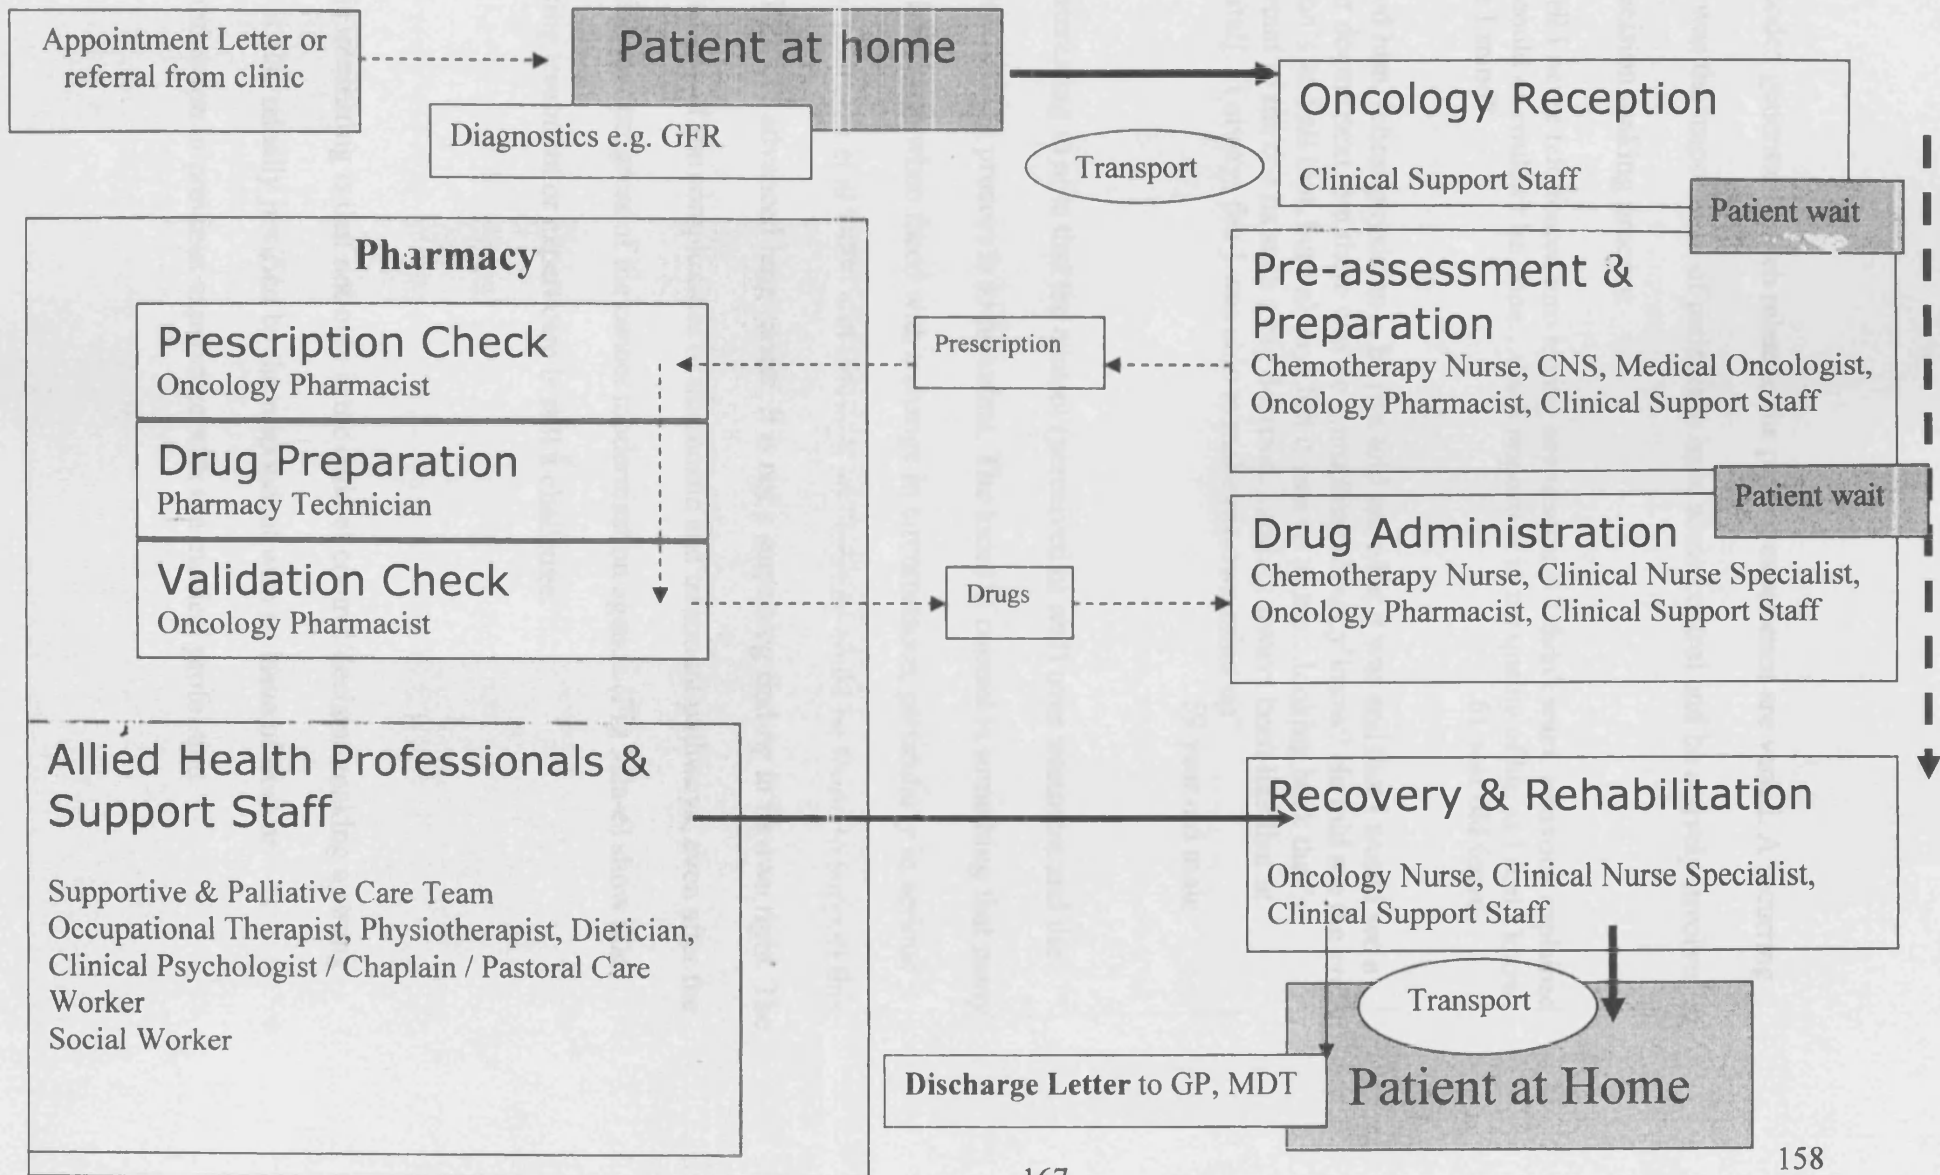 Appointment Letter or
referral from clinic
Patient at home
Diagnostics e.g. GFR
Transport
Oncology Reception
Clinical Support Staff
Patient wait
Pre-assessment &
Preparation
Chemotherapy Nurse, CNS, Medical Oncologist,
Oncology Pharmacist, Clinical Support Staff
Prescription
Pharmacy
Prescription Check
Oncology Pharmacist
Drug Preparation
Pharmacy Technician
Validation Check
Oncology Pharmacist
Drugs
Patient wait
Drug Administration
Chemotherapy Nurse, Clinical Nurse Specialist,
Oncology Pharmacist, Clinical Support Staff
Allied Health Professionals &
Support Staff
Supportive & Palliative Care Team
Occupational Therapist, Physiotherapist, Dietician,
Clinical Psychologist / Chaplain / Pastoral Care
Worker
Social Worker
Recovery & Rehabilitation
Oncology Nurse, Clinical Nurse Specialist,
Clinical Support Staff
Transport
Discharge Letter to GP, MDT
Patient at Home
167
158